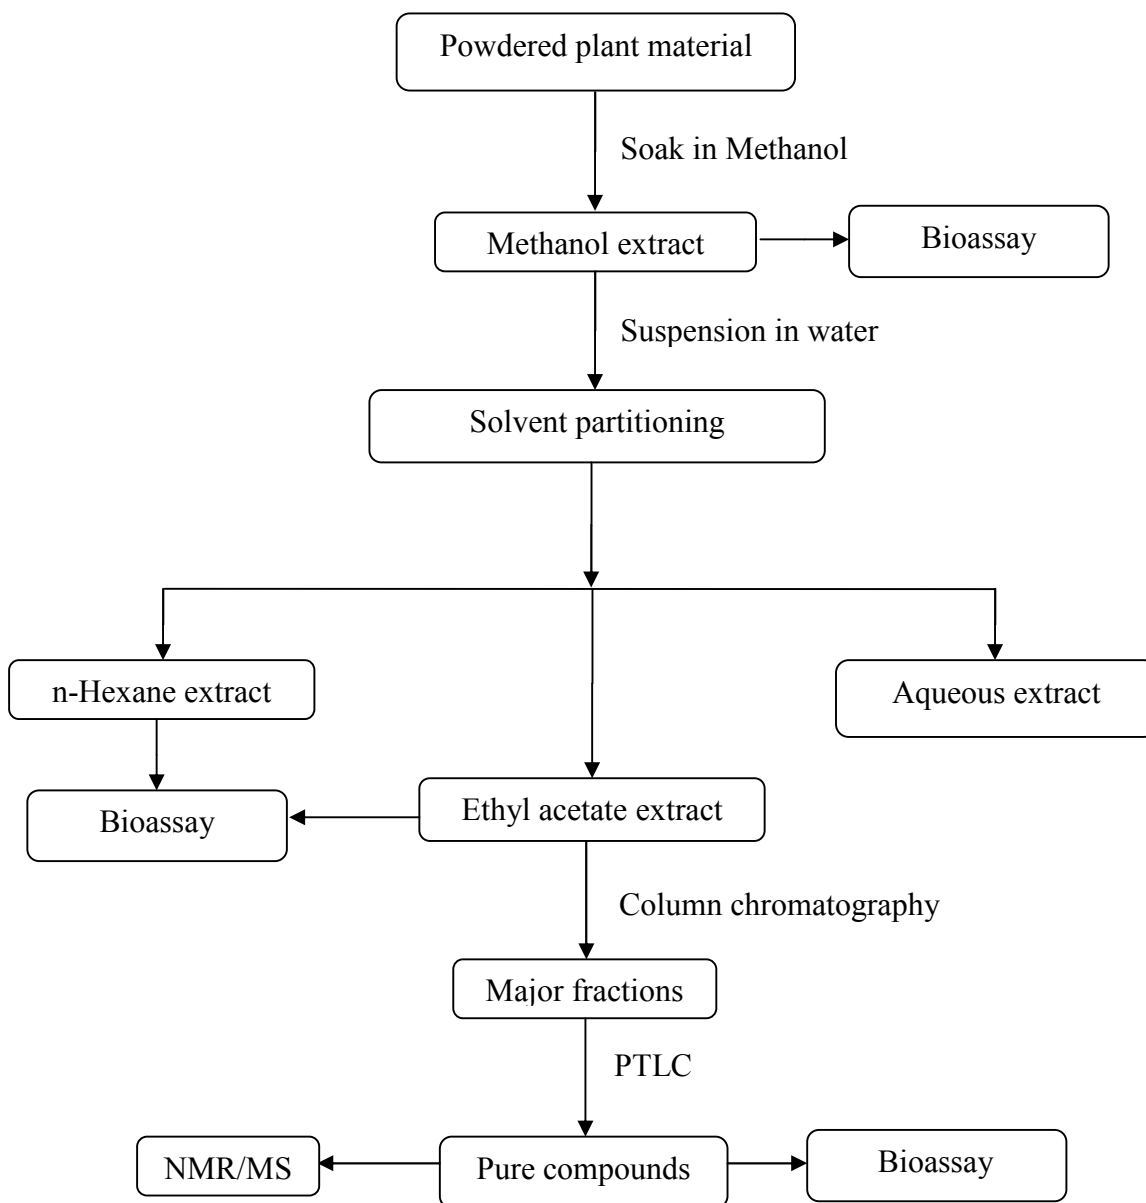 Powdered plant material
Soak in Methanol
Methanol extract
Bioassay
Suspension in water
Solvent partitioning
n-Hexane extract
Aqueous extract
Bioassay
Ethyl acetate extract
Column chromatography
Major fractions
PTLC
NMR/MS
Pure compounds
Bioassay